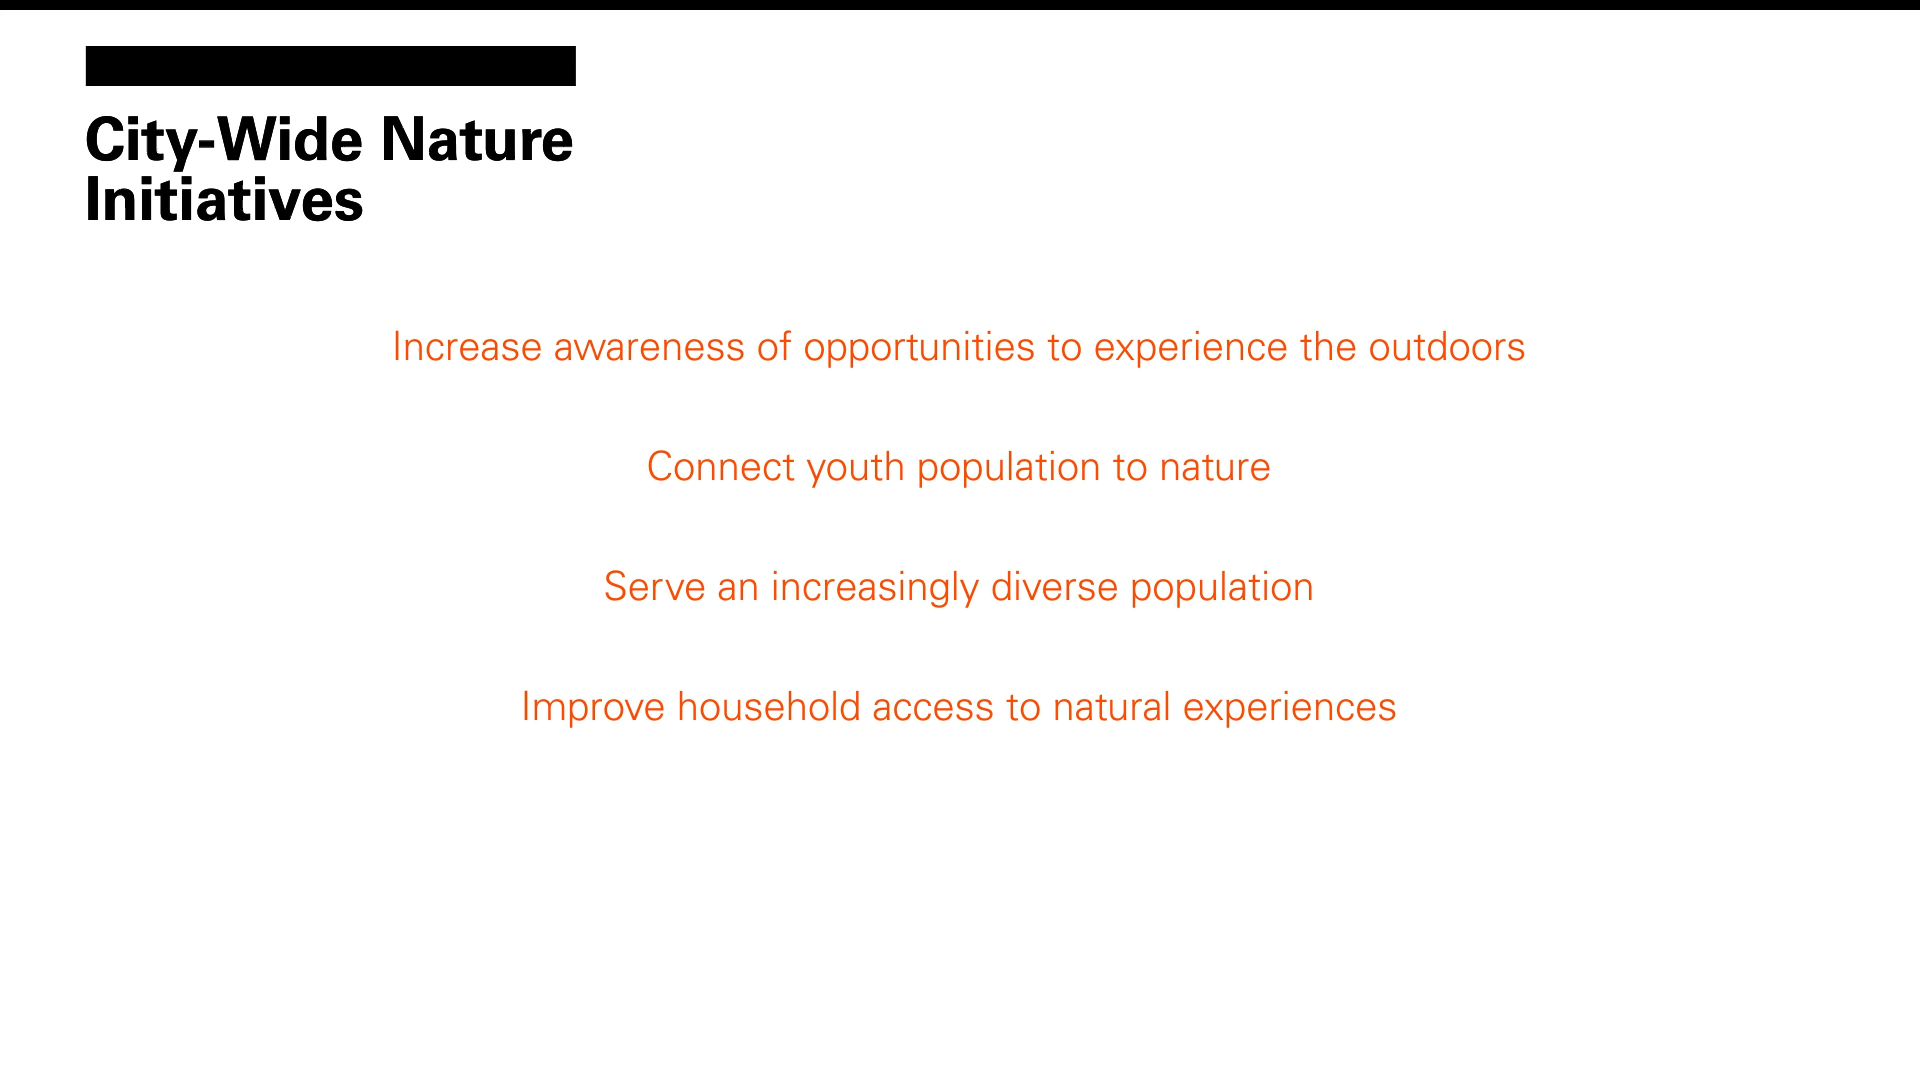 City-Wide Nature
Initiatives
Increase awareness of opportunities to experience the outdoors
Connect youth population to nature
Serve an increasingly diverse population
Improve household access to natural experiences